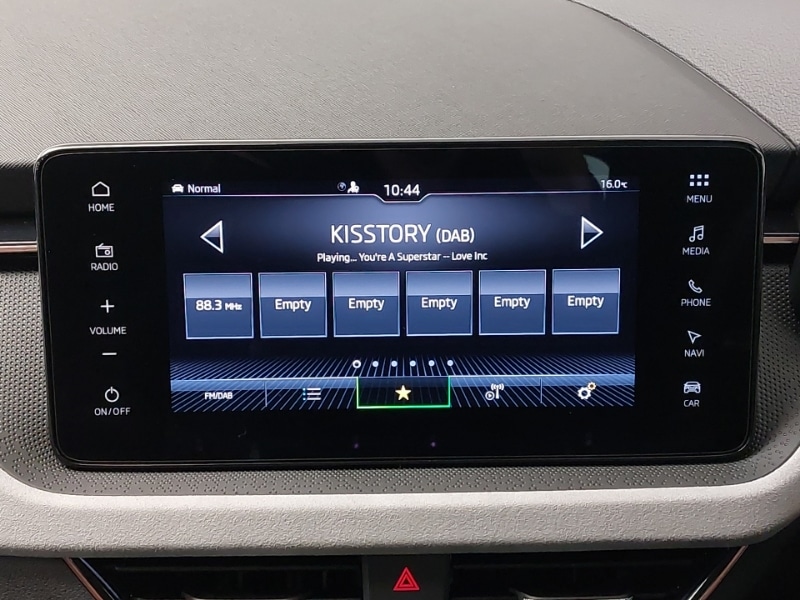 Normal
10:44
16.0℃
KISSTORY (DAB)
Playing... You're A Superstar -- Love Inc
88.3 MHz
Empty
Empty
Empty
Empty
Empty
FM/DAB
HOME
RADIO
VOLUME
ON/OFF
MENU
MEDIA
PHONE
NAVI
CAR